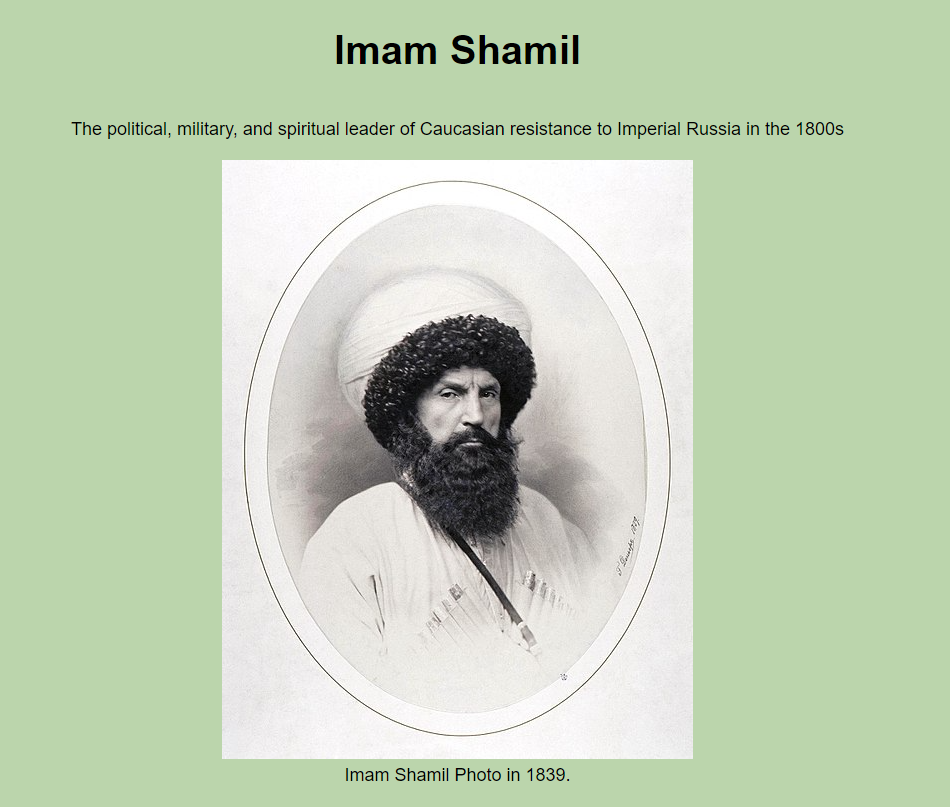 Imam Shamil
The political, military, and spiritual leader of Caucasian resistance to Imperial Russia in the 1800s
Imam Shamil Photo in 1839.